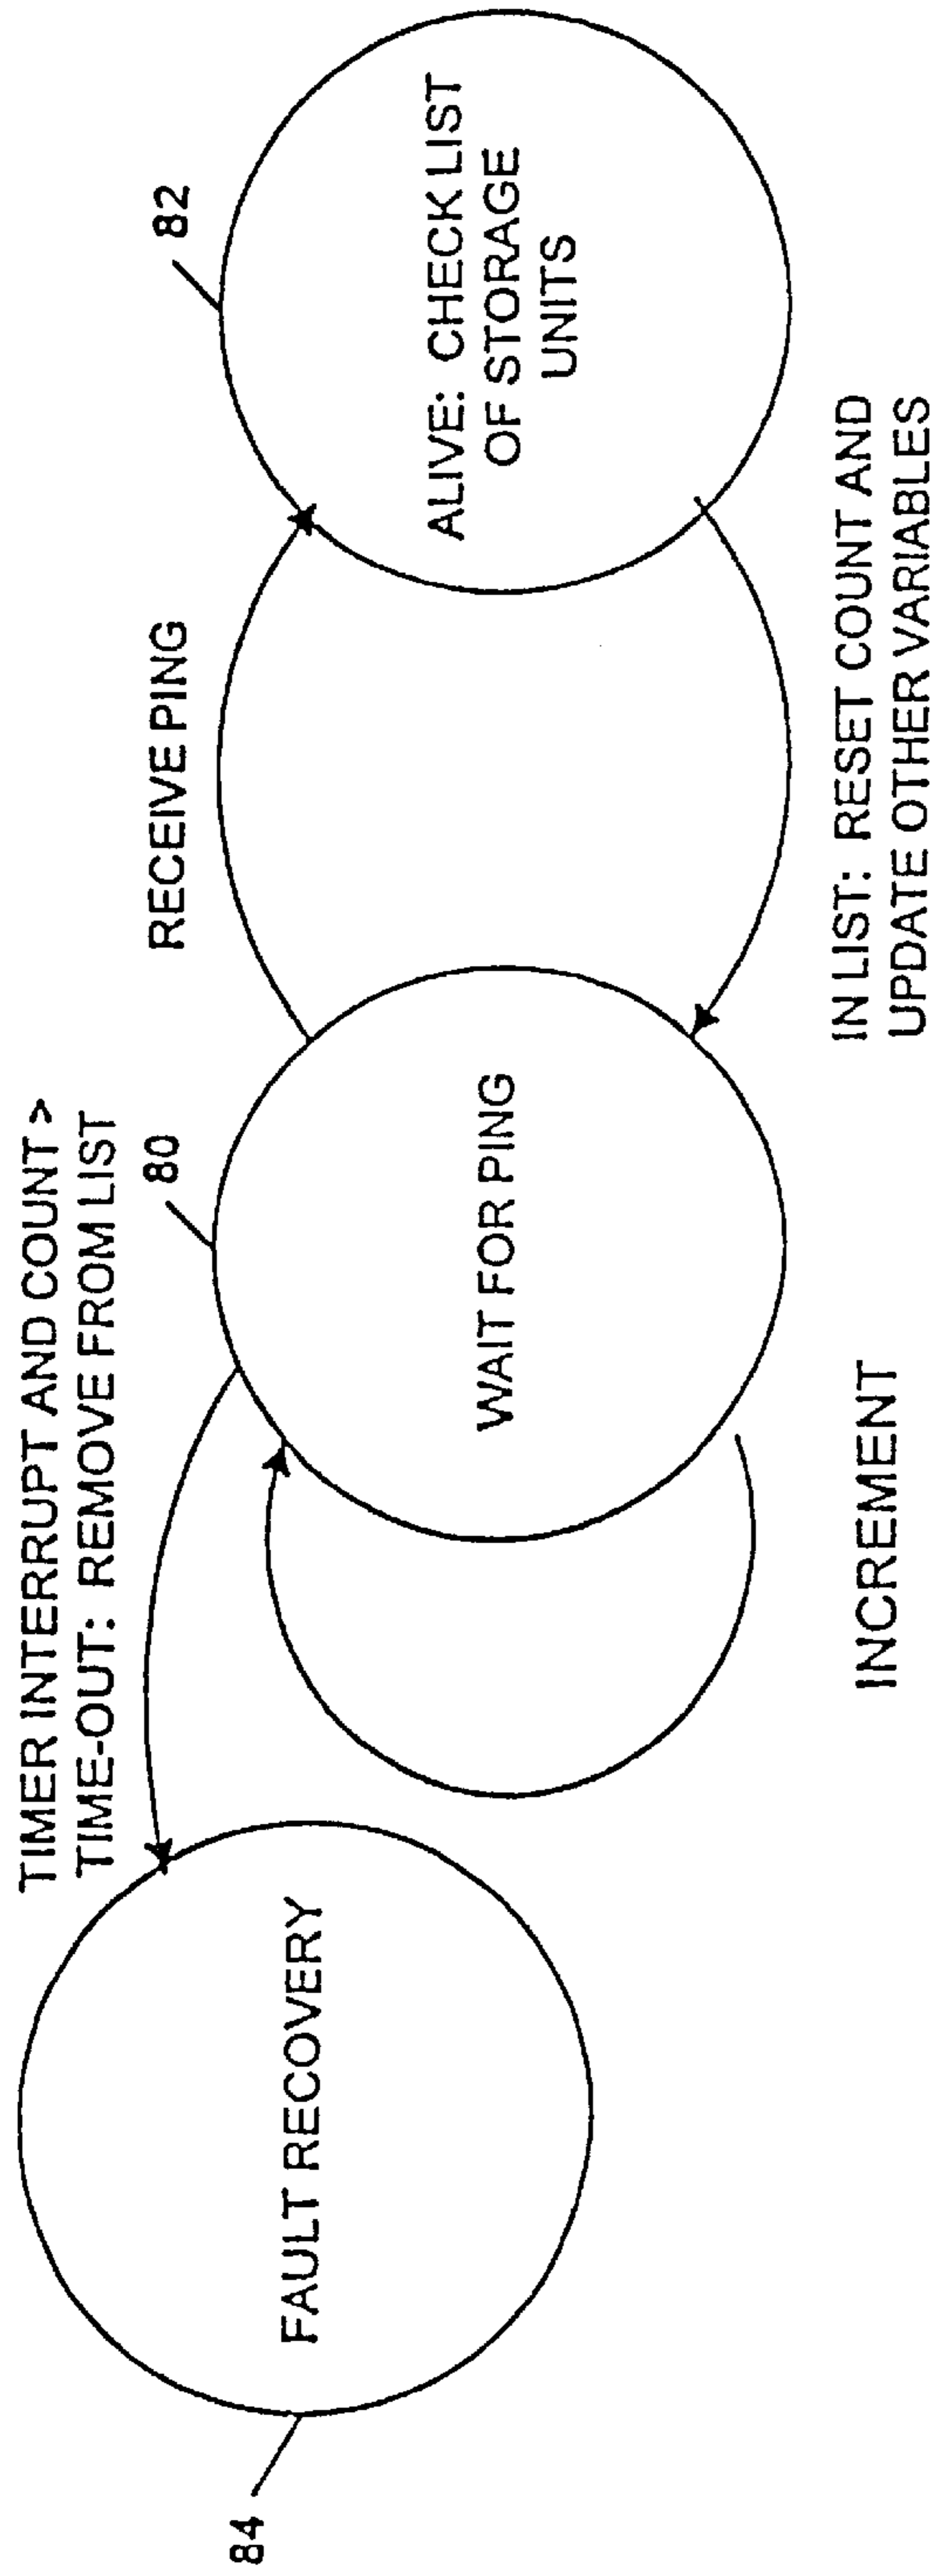 TIMER INTERRUPT AND COUNT >
TIME-OUT: REMOVE FROM LIST
84
FAULT RECOVERY
80
WAIT FOR PING
INCREMENT
RECEIVE PING
82
ALIVE: CHECK LIST
OF STORAGE
UNITS
IN LIST: RESET COUNT AND
UPDATE OTHER VARIABLES